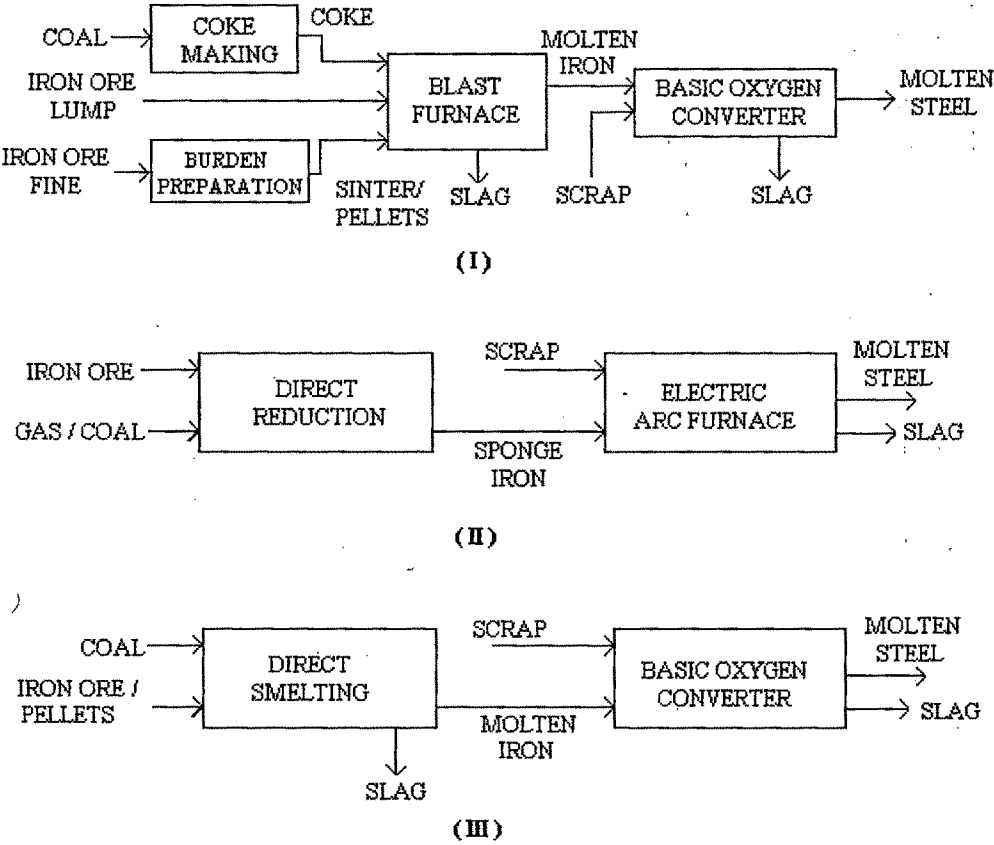 COAL
COKE
MAKING
COKE
IRON ORE
LUMP
IRON ORE
FINE
BURDEN
PREPARATION
SINTER/
PELLETS
BLAST
FURNACE
SLAG
MOLTEN
IRON
SCRAP
BASIC OXYGEN
CONVERTER
SLAG
MOLTEN
STEEL
(I)
IRON ORE
GAS / COAL
DIRECT
REDUCTION
SPONGE
IRON
SCRAP
ELECTRIC
ARC FURNACE
MOLTEN
STEEL
SLAG
(II)
COAL
IRON ORE /
PELLETS
DIRECT
SMELTING
SLAG
SCRAP
MOLTEN
IRON
BASIC OXYGEN
CONVERTER
MOLTEN
STEEL
SLAG
(III)